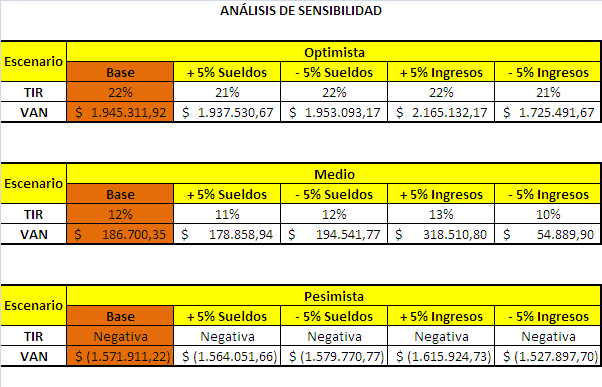 ANÁLISIS DE SENSIBILIDAD
Escenario Optimista
Base + 5% Sueldos - 5% Sueldos + 5% Ingresos - 5% Ingresos
TIR 22% 21% 22% 22% 21%
VAN $ 1.945.311,92 $ 1.937.530,67 $ 1.953.093,17 $ 2.165.132,17 $ 1.725.491,67
Escenario Medio
Base + 5% Sueldos - 5% Sueldos + 5% Ingresos - 5% Ingresos
TIR 12% 11% 12% 13% 10%
VAN $ 186.700,35 $ 178.858,94 $ 194.541,77 $ 318.510,80 $ 54.889,90
Escenario Pesimista
Base + 5% Sueldos - 5% Sueldos + 5% Ingresos - 5% Ingresos
TIR Negativa Negativa Negativa Negativa Negativa
VAN $ (1.571.911,22) $ (1.564.051,66) $ (1.579.770,77) $ (1.615.924,73) $ (1.527.897,70)